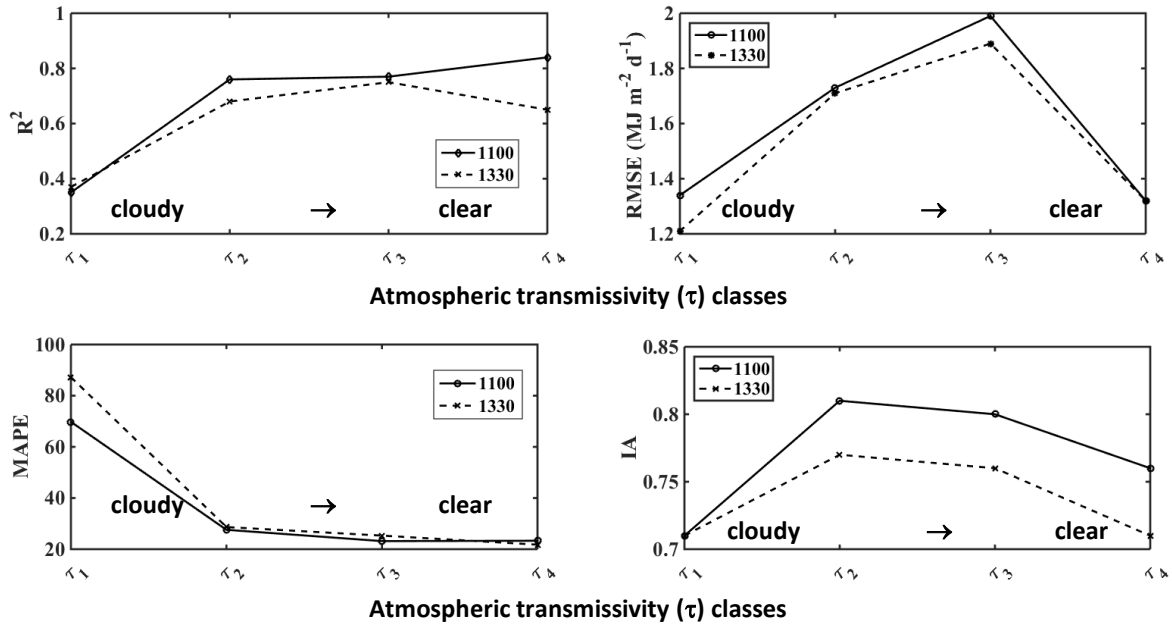 R²
1
0.8
0.6
0.4
0.2
1100
1330
cloudy → clear
τ1 τ2 τ3 τ4
RMSE (MJ m⁻² d⁻¹)
2
1.8
1.6
1.4
1.2
1100
1330
cloudy → clear
τ1 τ2 τ3 τ4
Atmospheric transmissivity (τ) classes
MAPE
100
80
60
40
20
1100
1330
cloudy → clear
τ1 τ2 τ3 τ4
IA
0.85
0.8
0.75
0.7
1100
1330
cloudy → clear
τ1 τ2 τ3 τ4
Atmospheric transmissivity (τ) classes